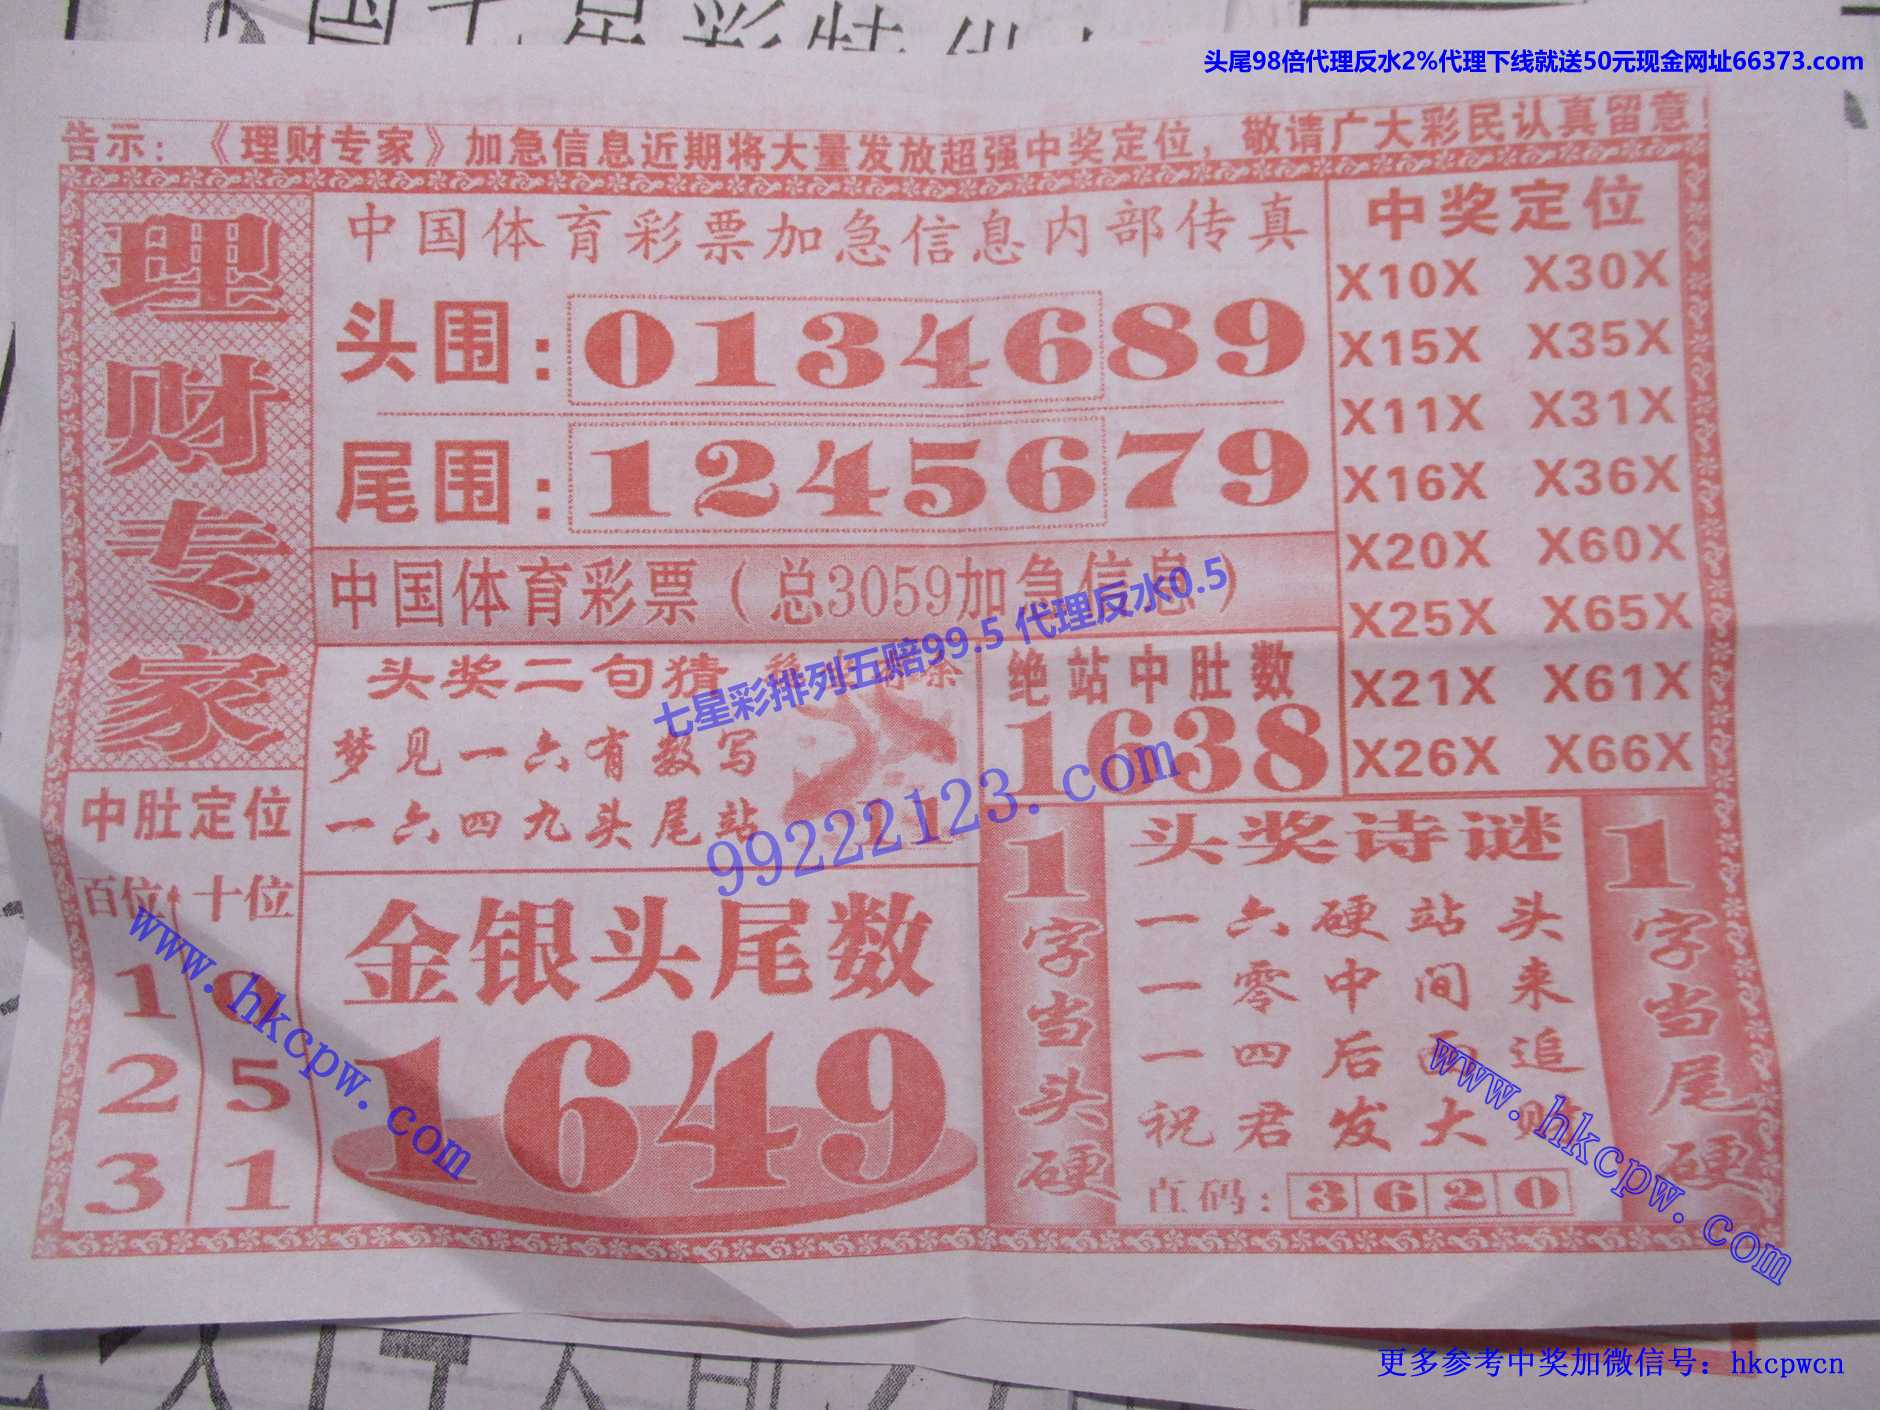 头尾98倍代理反水2%代理下线就送50元现金网址66373.com
告示：《理财专家》加急信息近期将大量发放超强中奖定位，敬请广大彩民认真留意！
理财专家
中国体育彩票加急信息内部传真
头围：0134689
尾围：1245679
中国体育彩票（总3059加急信息）
中奖定位
X10X X30X
X15X X35X
X11X X31X
X16X X36X
X20X X60X
X25X X65X
X21X X61X
X26X X66X
头奖二句猜
梦见一六有数写
一六四九头尾站
七星彩排列五赔99.5 代理反水0.5
99222123.com
绝站中肚数
1638
中肚定位
百位 十位
1 0
2 5
3 1
金银头尾数
1649
1字当头硬
头奖诗谜
一六硬站头
一零中间来
一四后面追
祝君发大财
直码：3620
1字当尾硬
www.hkcpw.com
www.hkcpw.com
更多参考中奖加微信号：hkcpwcn